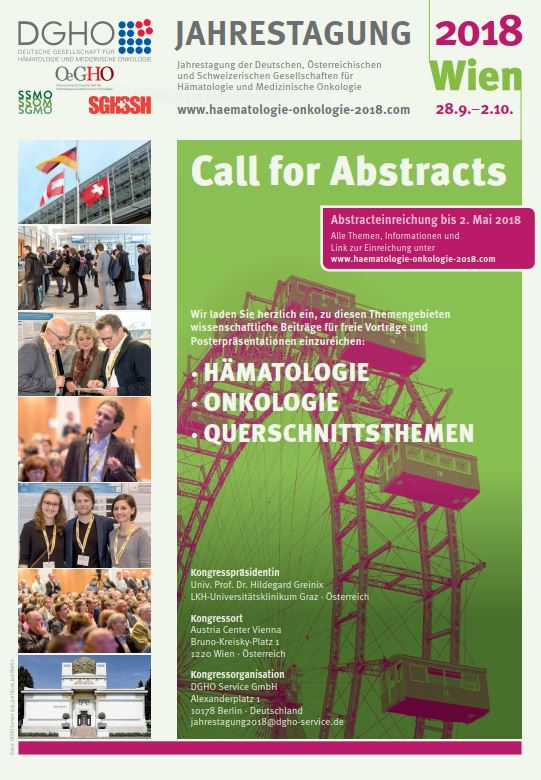 DGHO
DEUTSCHE GESELLSCHAFT FÜR
HÄMATOLOGIE UND MEDIZINISCHE ONKOLOGIE
OeGHO
SSMO
SSOM
SGMO
SGH SSH
JAHRESTAGUNG
Jahrestagung der Deutschen, Österreichischen
und Schweizerischen Gesellschaften für
Hämatologie und Medizinische Onkologie
www.haematologie-onkologie-2018.com
2018
Wien
28.9.–2.10.
Call for Abstracts
Abstracteinreichung bis 2. Mai 2018
Alle Themen, Informationen und
Link zur Einreichung unter
www.haematologie-onkologie-2018.com
Wir laden Sie herzlich ein, zu diesen Themengebieten
wissenschaftliche Beiträge für freie Vorträge und
Posterpräsentationen einzureichen:
· HÄMATOLOGIE
· ONKOLOGIE
· QUERSCHNITTSTHEMEN
Kongresspräsidentin
Univ. Prof. Dr. Hildegard Greinix
LKH-Universitätsklinikum Graz · Österreich
Kongressort
Austria Center Vienna
Bruno-Kreisky-Platz 1
1220 Wien · Österreich
Kongressorganisation
DGHO Service GmbH
Alexanderplatz 1
10178 Berlin · Deutschland
jahrestagung2018@dgho-service.de